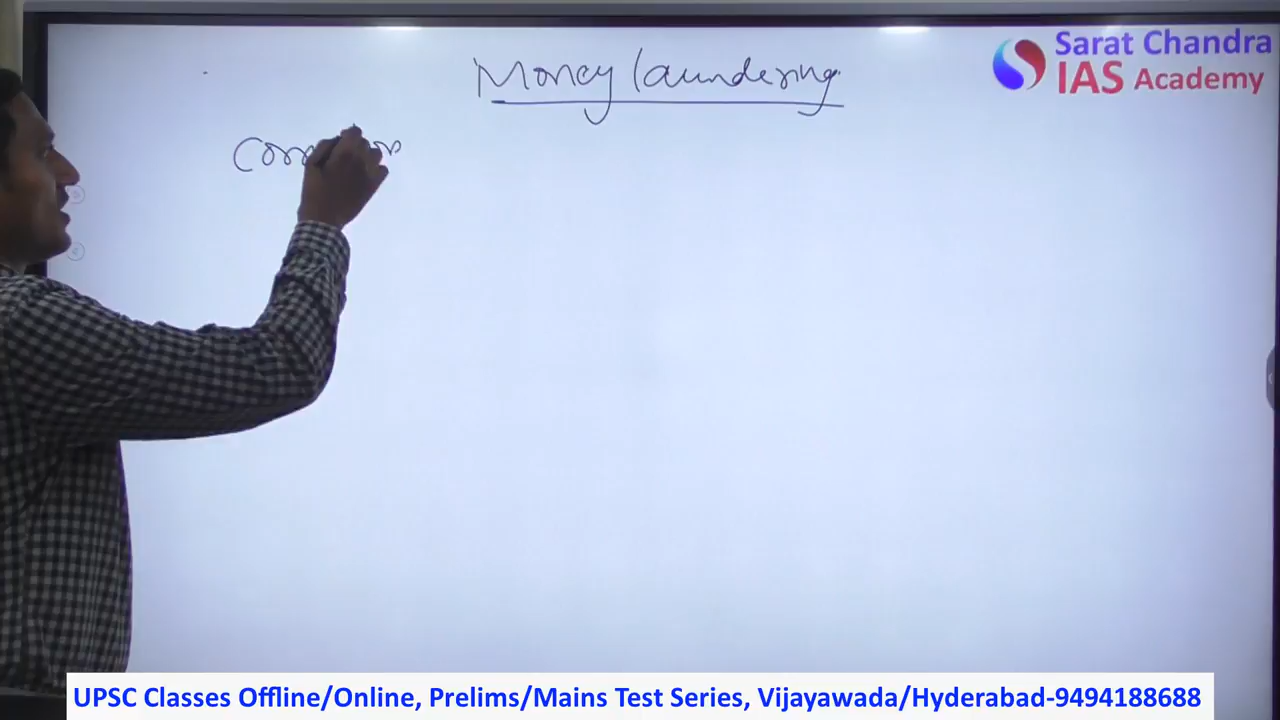 Sarat Chandra
IAS Academy
Money laundering
UPSC Classes Offline/Online, Prelims/Mains Test Series, Vijayawada/Hyderabad-9494188688